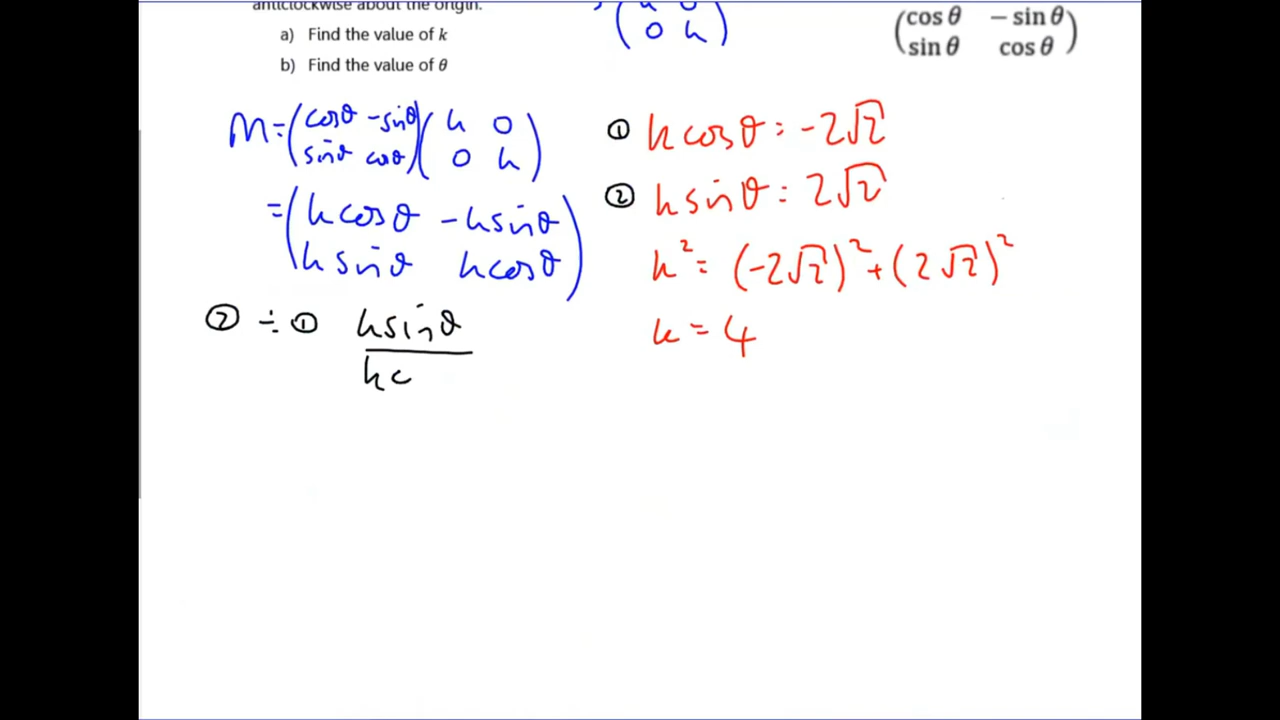 anticlockwise about the origin.
a) Find the value of k
b) Find the value of θ
0 k
(cos θ − sin θ)
(sin θ cos θ)
M = (cosθ −sinθ)(k 0)
(sinθ cosθ)(0 k)
= (kcosθ −ksinθ)
(ksinθ kcosθ)
② ÷ ① ksinθ
kc
① kcosθ = -2√2
② ksinθ = 2√2
k² = (-2√2)² + (2√2)²
k = 4